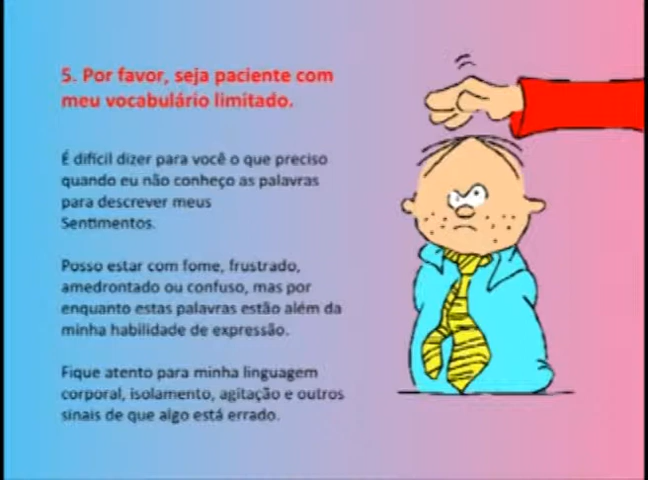 5. Por favor, seja paciente com
meu vocabulário limitado.
É difícil dizer para você o que preciso
quando eu não conheço as palavras
para descrever meus
Sentimentos.
Posso estar com fome, frustrado,
amedrontado ou confuso, mas por
enquanto estas palavras estão além da
minha habilidade de expressão.
Fique atento para minha linguagem
corporal, isolamento, agitação e outros
sinais de que algo está errado.